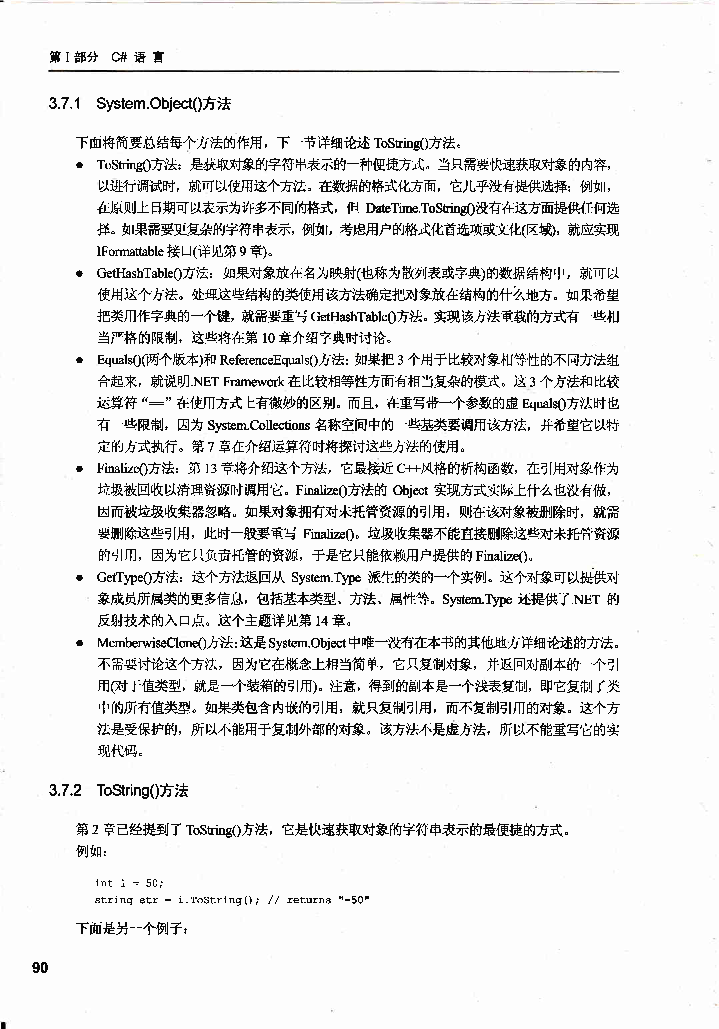 第 I 部分 C# 语 言
3.7.1 System.Object()方法
下面将简要总结每个方法的作用，下一节详细论述 ToString()方法。
● ToString()方法：是获取对象的字符串表示的一种便捷方式。当只需要快速获取对象的内容，
以进行调试时，就可以使用这个方法。在数据的格式化方面，它几乎没有提供选择：例如，
在原则上日期可以表示为许多不同的格式，但 DateTime.ToString()没有在这方面提供任何选
择。如果需要更复杂的字符串表示，例如，考虑用户的格式化首选项或文化(区域)，就应实现
IFormattable 接口(详见第 9 章)。
● GetHashTable()方法：如果对象放在名为映射(也称为散列表或字典)的数据结构中，就可以
使用这个方法。处理这些结构的类使用该方法确定把对象放在结构的什么地方。如果希望
把类用作字典的一个键，就需要重写 GetHashTable()方法。实现该方法重载的方式有一些相
当严格的限制，这些将在第 10 章介绍字典时讨论。
● Equals()(两个版本)和 ReferenceEquals()方法：如果把 3 个用于比较对象相等性的不同方法组
合起来，就说明.NET Framework 在比较相等性方面有相当复杂的模式。这 3 个方法和比较
运算符“==”在使用方式上有微妙的区别。而且，在重写带一个参数的虚 Equals()方法时也
有一些限制，因为 System.Collections 名称空间中的一些基类要调用该方法，并希望它以特
定的方式执行。第 7 章在介绍运算符时将探讨这些方法的使用。
● Finalize()方法：第 13 章将介绍这个方法，它最接近 C++风格的析构函数，在引用对象作为
垃圾被回收以清理资源时调用它。Finalize()方法的 Object 实现方式实际上什么也没有做，
因而被垃圾收集器忽略。如果对象拥有对未托管资源的引用，则在该对象被删除时，就需
要删除这些引用，此时一般要重写 Finalize()。垃圾收集器不能直接删除这些对未托管资源
的引用，因为它只负责托管的资源，于是它只能依赖用户提供的 Finalize()。
● GetType()方法：这个方法返回从 System.Type 派生的类的一个实例。这个对象可以提供对
象成员所属类的更多信息，包括基本类型、方法、属性等。System.Type 还提供了.NET 的
反射技术的入口点。这个主题详见第 14 章。
● MemberwiseClone()方法：这是 System.Object 中唯一没有在本书的其他地方详细论述的方法。
不需要讨论这个方法，因为它在概念上相当简单，它只复制对象，并返回对副本的一个引
用(对于值类型，就是一个装箱的引用)。注意，得到的副本是一个浅表复制，即它复制了类
中的所有值类型。如果类包含内嵌的引用，就只复制引用，而不复制引用的对象。这个方
法是受保护的，所以不能用于复制外部的对象。该方法不是虚方法，所以不能重写它的实
现代码。
3.7.2 ToString()方法
第 2 章已经提到了 ToString()方法，它是快速获取对象的字符串表示的最便捷的方式。
例如：
int i = 50;
string str = i.ToString(); // returns "-50"
下面是另一个例子：
90